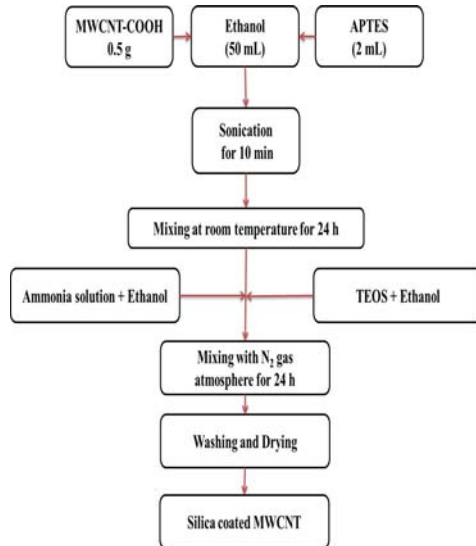 MWCNT-COOH
0.5 g
Ethanol
(50 mL)
APTES
(2 mL)
Sonication
for 10 min
Mixing at room temperature for 24 h
Ammonia solution + Ethanol
TEOS + Ethanol
Mixing with N₂ gas
atmosphere for 24 h
Washing and Drying
Silica coated MWCNT